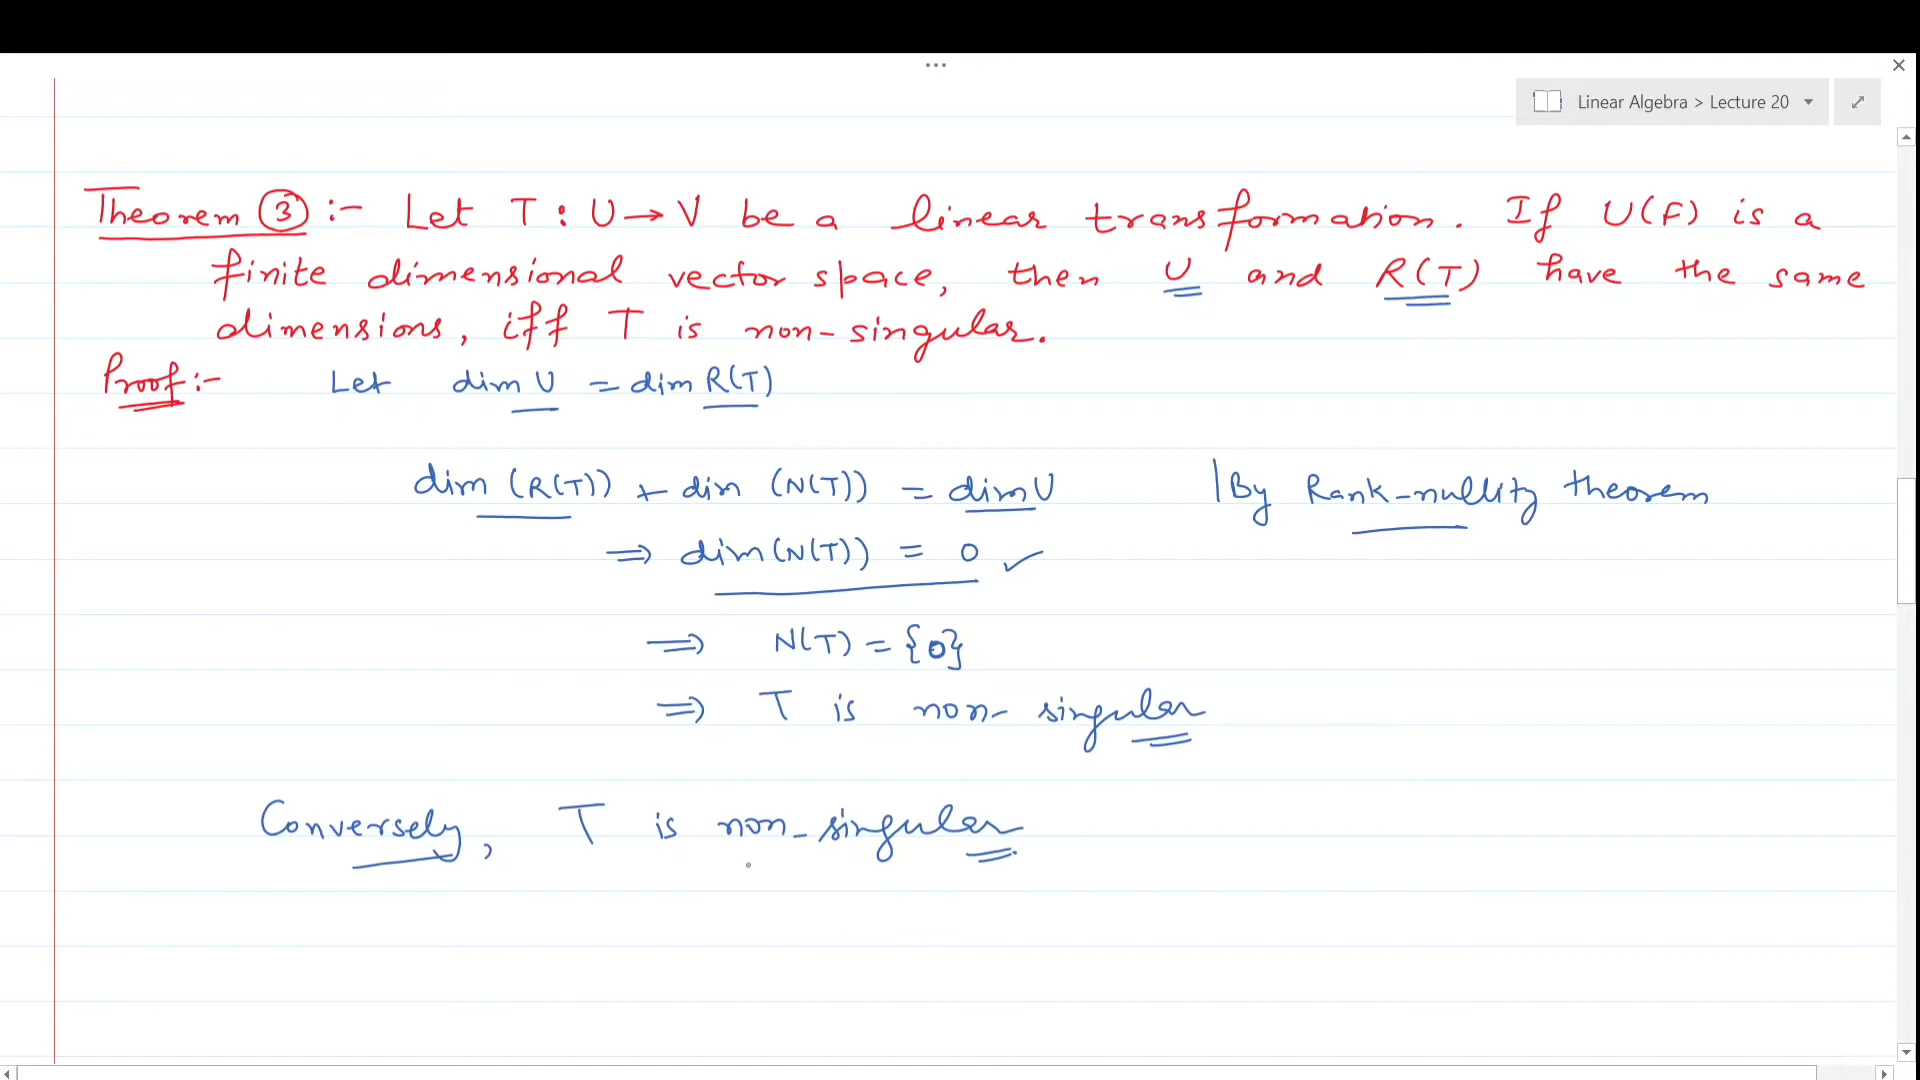 Linear Algebra > Lecture 20
Theorem ③ :- Let T : U → V be a linear transformation. If U(F) is a
finite dimensional vector space, then U and R(T) have the same
dimensions, iff T is non-singular.
Proof :- Let dim U = dim R(T)
dim (R(T)) + dim (N(T)) = dim U | By Rank-nullity theorem
⇒ dim(N(T)) = 0 ✓
⇒ N(T) = {0}
⇒ T is non-singular
Conversely, T is non-singular.